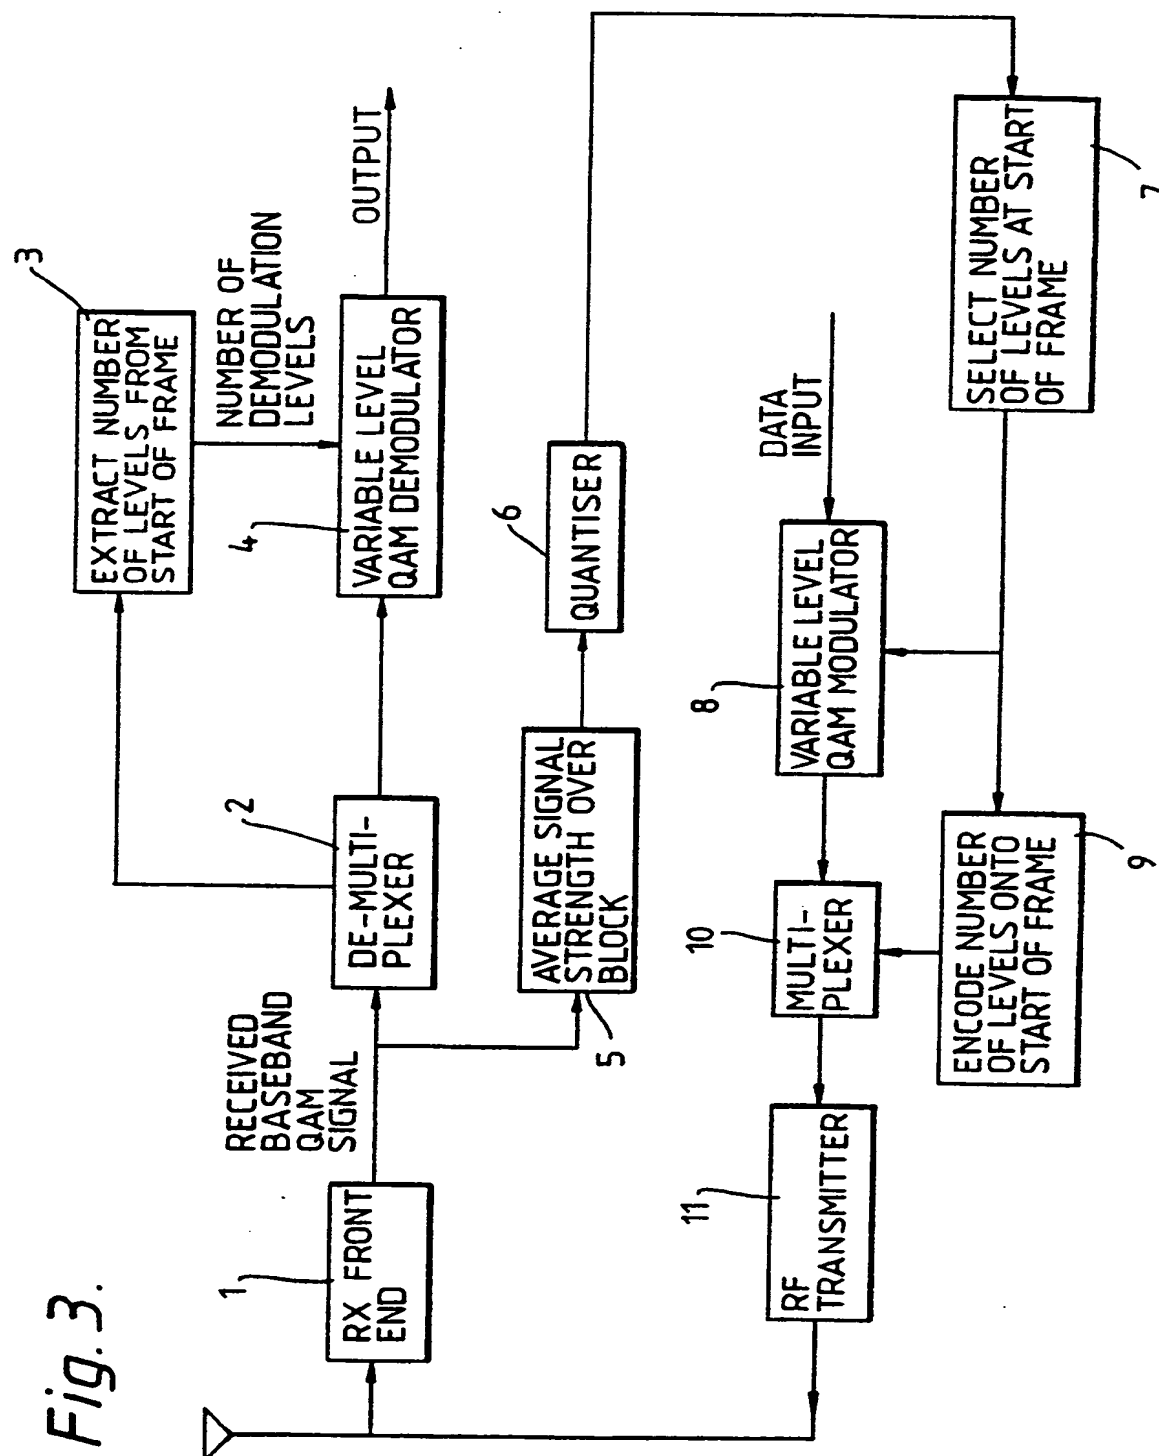 Fig. 3.
1
RX FRONT
END
RECEIVED
BASEBAND
QAM
SIGNAL
2
DE-MULTI-
PLEXER
3
EXTRACT NUMBER
OF LEVELS FROM
START OF FRAME
NUMBER OF
DEMODULATION
LEVELS
4
VARIABLE LEVEL
QAM DEMODULATOR
OUTPUT
5
AVERAGE SIGNAL
STRENGTH OVER
BLOCK
6
QUANTISER
7
SELECT NUMBER
OF LEVELS AT START
OF FRAME
DATA
INPUT
8
VARIABLE LEVEL
QAM MODULATOR
9
ENCODE NUMBER
OF LEVELS ONTO
START OF FRAME
10
MULTI-
PLEXER
11
RF
TRANSMITTER